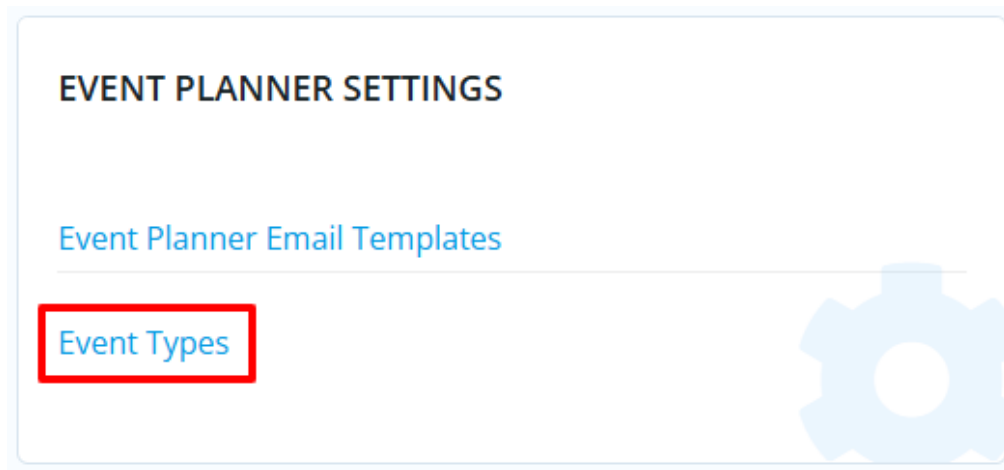 EVENT PLANNER SETTINGS
Event Planner Email Templates
Event Types